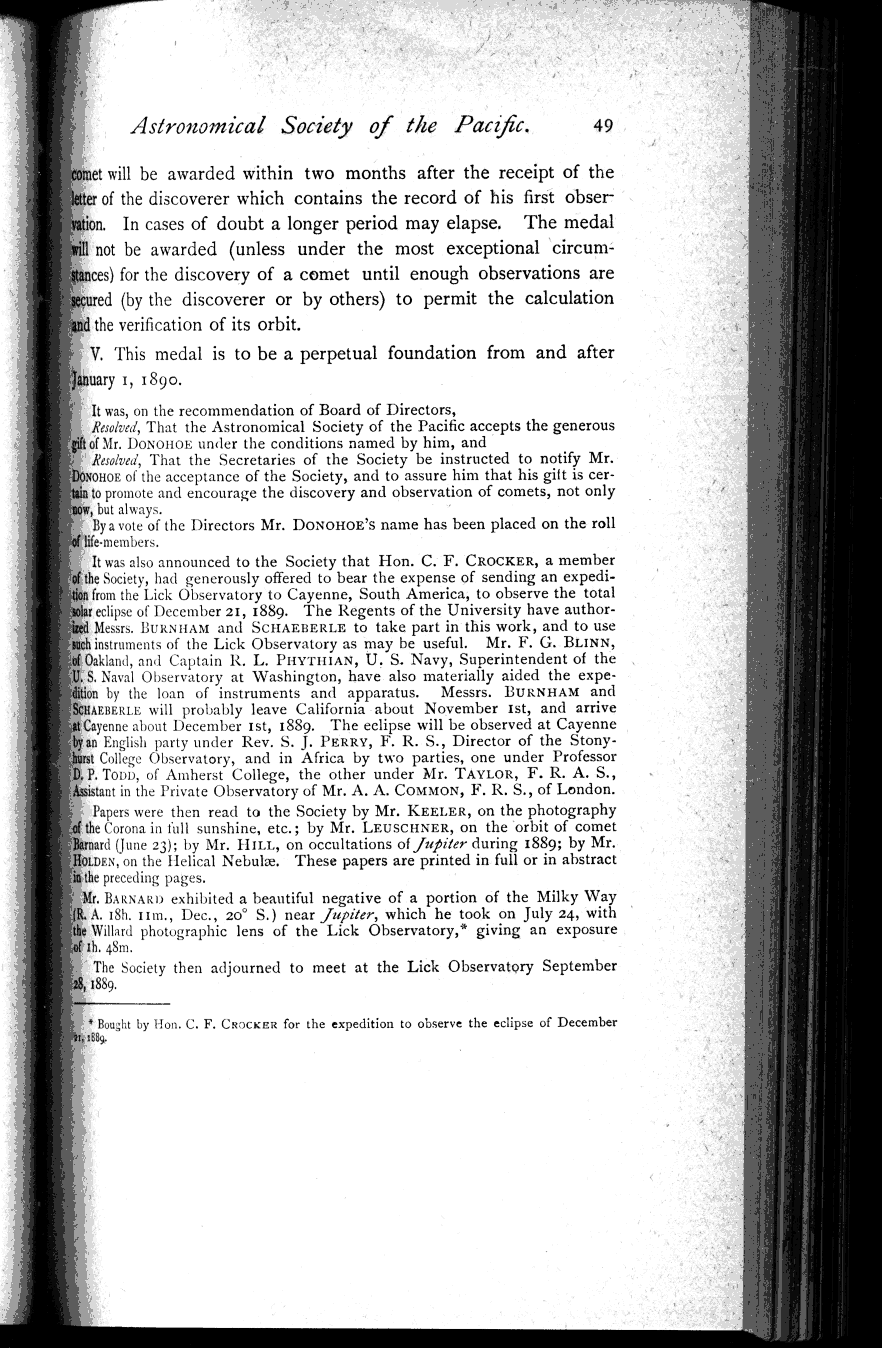 Astronomical Society of the Pacific. 49
comet will be awarded within two months after the receipt of the
letter of the discoverer which contains the record of his first obser-
vation. In cases of doubt a longer period may elapse. The medal
will not be awarded (unless under the most exceptional circum-
stances) for the discovery of a comet until enough observations are
secured (by the discoverer or by others) to permit the calculation
and the verification of its orbit.
V. This medal is to be a perpetual foundation from and after
January 1, 1890.
It was, on the recommendation of Board of Directors,
Resolved, That the Astronomical Society of the Pacific accepts the generous
gift of Mr. DONOHOE under the conditions named by him, and
Resolved, That the Secretaries of the Society be instructed to notify Mr.
DONOHOE of the acceptance of the Society, and to assure him that his gift is cer-
tain to promote and encourage the discovery and observation of comets, not only
now, but always.
By a vote of the Directors Mr. DONOHOE'S name has been placed on the roll
of life-members.
It was also announced to the Society that Hon. C. F. CROCKER, a member
of the Society, had generously offered to bear the expense of sending an expedi-
tion from the Lick Observatory to Cayenne, South America, to observe the total
solar eclipse of December 21, 1889. The Regents of the University have author-
ized Messrs. BURNHAM and SCHAEBERLE to take part in this work, and to use
such instruments of the Lick Observatory as may be useful. Mr. F. G. BLINN,
of Oakland, and Captain R. L. PHYTHIAN, U. S. Navy, Superintendent of the
U. S. Naval Observatory at Washington, have also materially aided the expe-
dition by the loan of instruments and apparatus. Messrs. BURNHAM and
SCHAEBERLE will probably leave California about November 1st, and arrive
at Cayenne about December 1st, 1889. The eclipse will be observed at Cayenne
by an English party under Rev. S. J. PERRY, F. R. S., Director of the Stony-
hurst College Observatory, and in Africa by two parties, one under Professor
D. P. TODD, of Amherst College, the other under Mr. TAYLOR, F. R. A. S.,
Assistant in the Private Observatory of Mr. A. A. COMMON, F. R. S., of London.
Papers were then read to the Society by Mr. KEELER, on the photography
of the Corona in full sunshine, etc.; by Mr. LEUSCHNER, on the orbit of comet
Barnard (June 23); by Mr. HILL, on occultations of Jupiter during 1889; by Mr.
HOLDEN, on the Helical Nebulæ. These papers are printed in full or in abstract
in the preceding pages.
Mr. BARNARD exhibited a beautiful negative of a portion of the Milky Way
(R. A. 18h. 11m., Dec., 20° S.) near Jupiter, which he took on July 24, with
the Willard photographic lens of the Lick Observatory,* giving an exposure
of 1h. 48m.
The Society then adjourned to meet at the Lick Observatory September
28, 1889.
* Bought by Hon. C. F. CROCKER for the expedition to observe the eclipse of December
21, 1889.